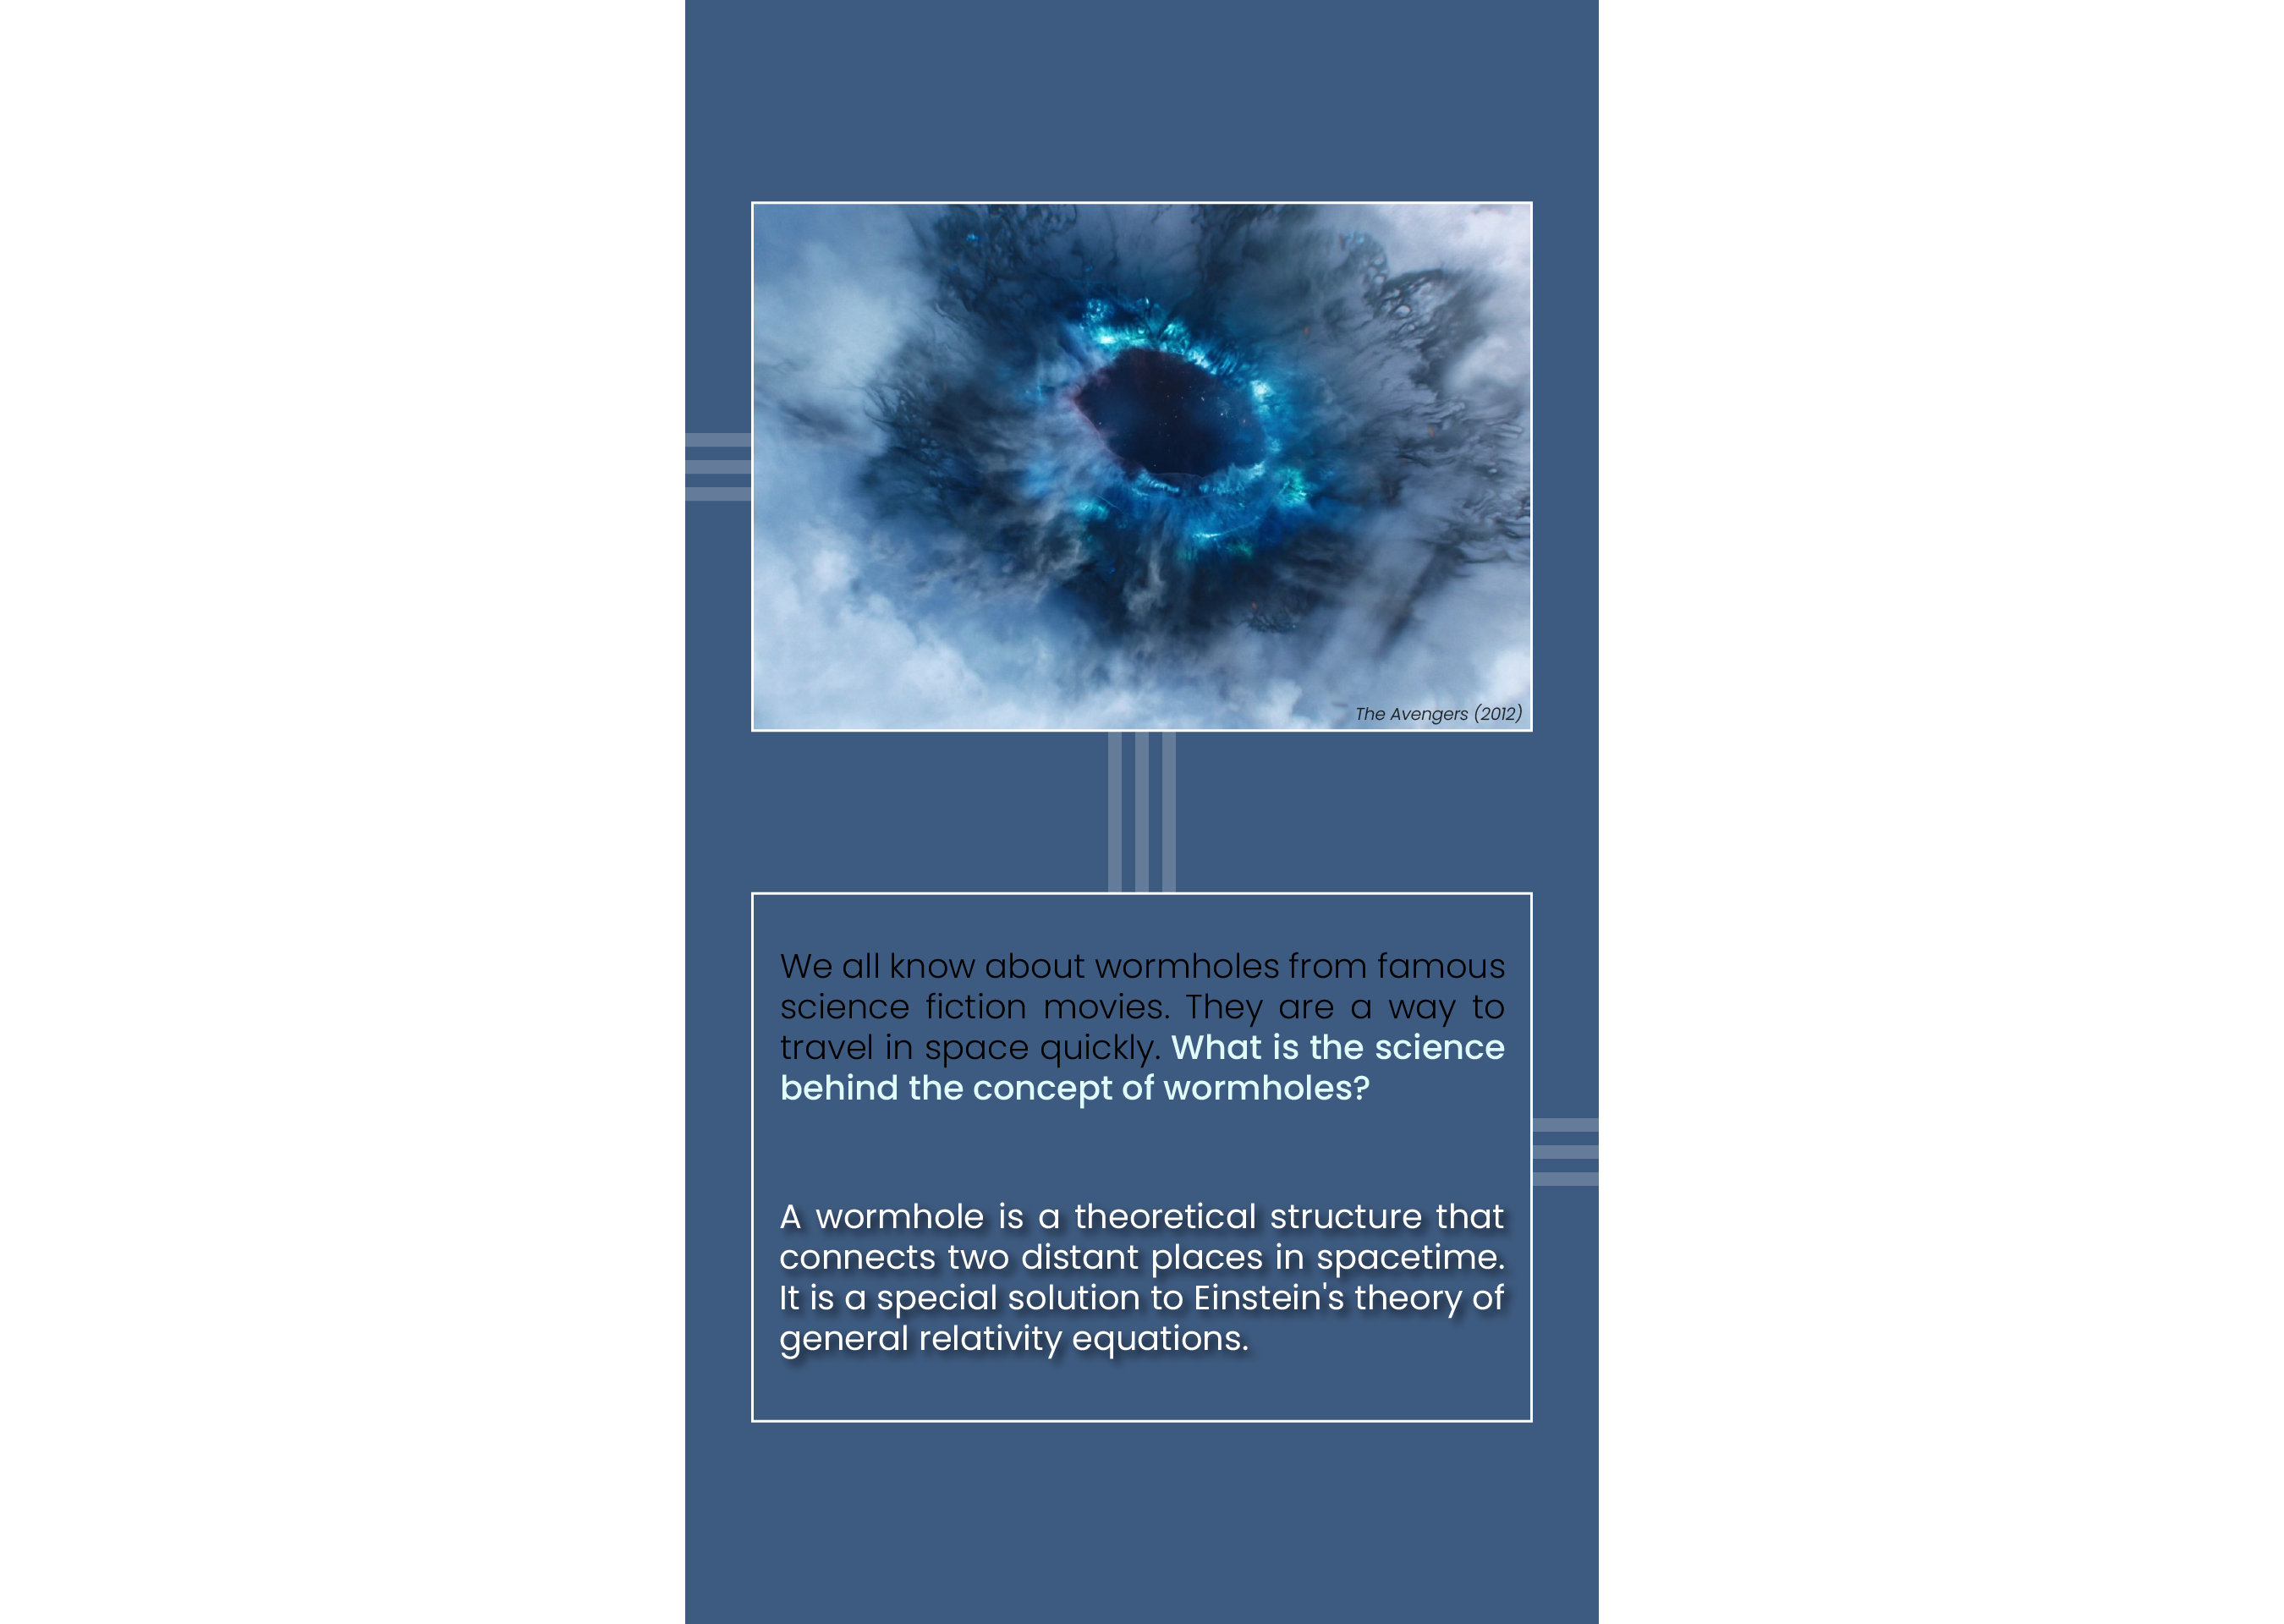 The Avengers (2012)
We all know about wormholes from famous
science fiction movies. They are a way to
travel in space quickly. What is the science
behind the concept of wormholes?
A wormhole is a theoretical structure that
connects two distant places in spacetime.
It is a special solution to Einstein's theory of
general relativity equations.